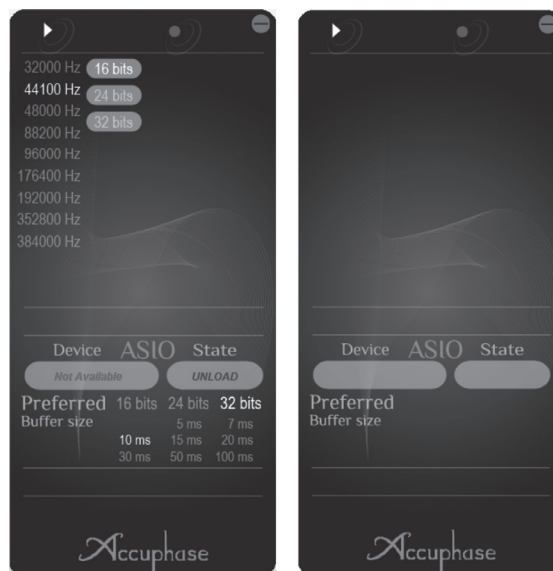 32000 Hz 16 bits
44100 Hz 24 bits
48000 Hz 32 bits
88200 Hz
96000 Hz
176400 Hz
192000 Hz
352800 Hz
384000 Hz
Device ASIO State
Not Available UNLOAD
Preferred 16 bits 24 bits 32 bits
Buffer size 5 ms 7 ms
10 ms 15 ms 20 ms
30 ms 50 ms 100 ms
Accuphase
Device ASIO State
Preferred
Buffer size
Accuphase